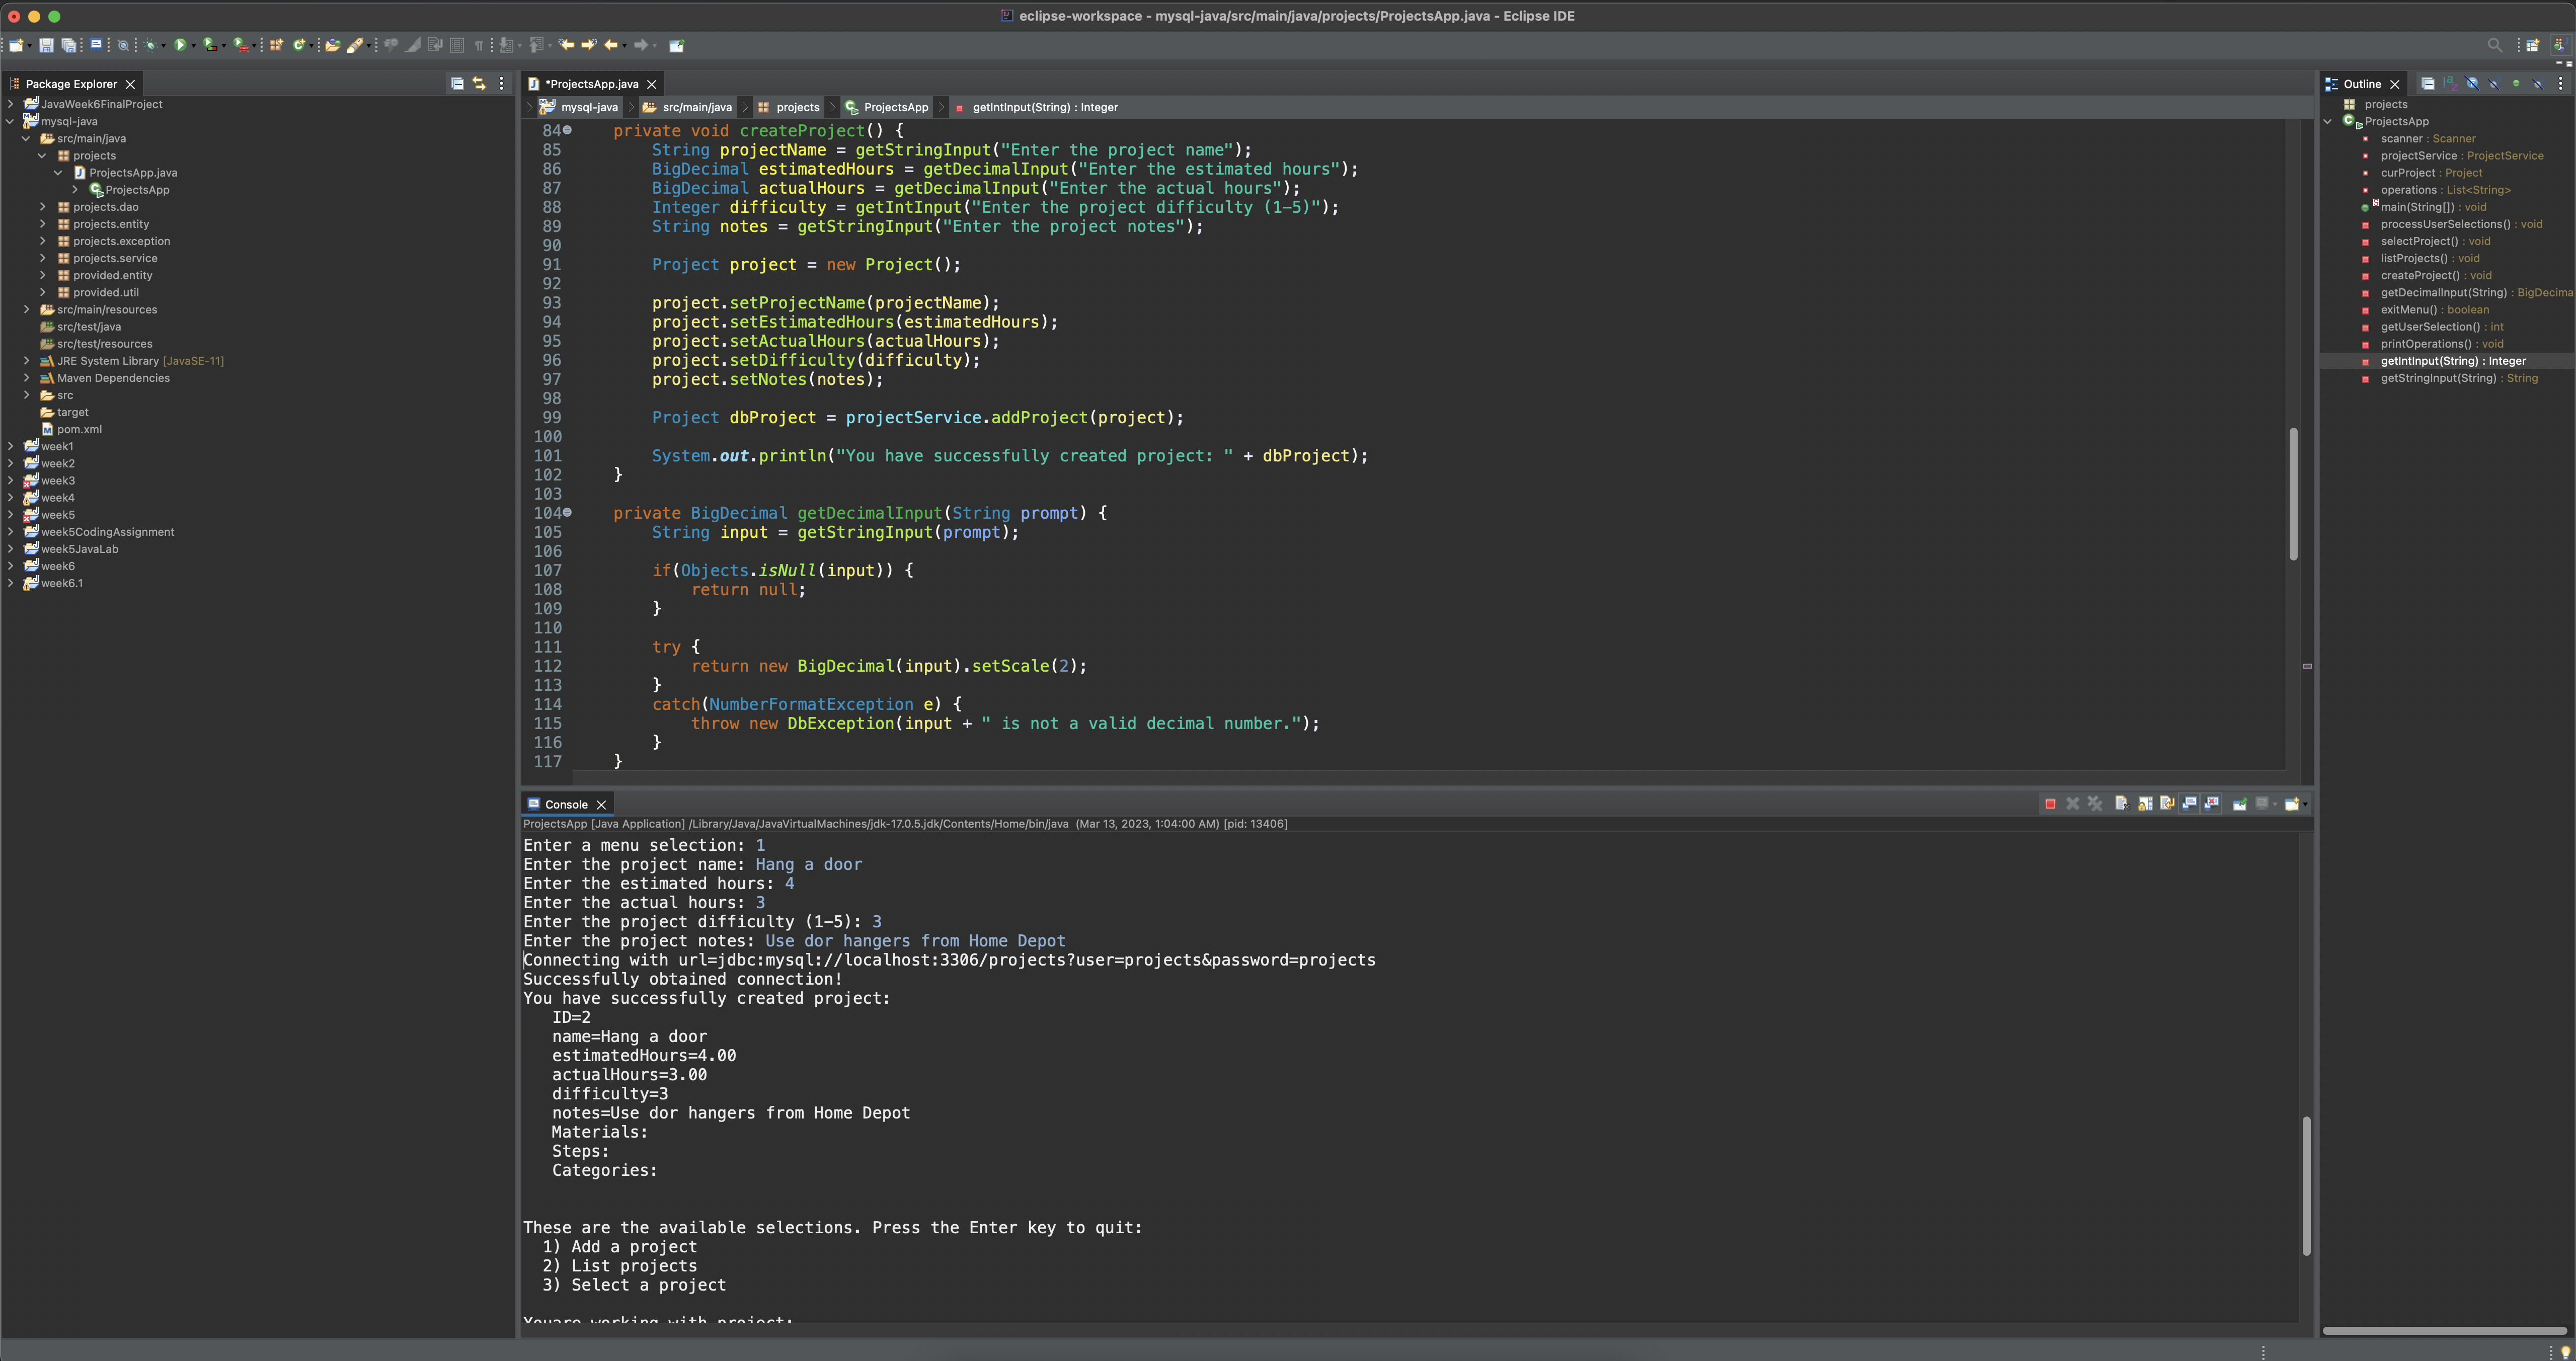 eclipse-workspace - mysql-java/src/main/java/projects/ProjectsApp.java - Eclipse IDE
Package Explorer
JavaWeek6FinalProject
mysql-java
src/main/java
projects
ProjectsApp.java
ProjectsApp
projects.dao
projects.entity
projects.exception
projects.service
provided.entity
provided.util
src/main/resources
src/test/java
src/test/resources
JRE System Library [JavaSE-11]
Maven Dependencies
src
target
pom.xml
week1
week2
week3
week4
week5
week5CodingAssignment
week5JavaLab
week6
week6.1
*ProjectsApp.java
mysql-java src/main/java projects ProjectsApp getIntInput(String) : Integer
84 private void createProject() {
85 String projectName = getStringInput("Enter the project name");
86 BigDecimal estimatedHours = getDecimalInput("Enter the estimated hours");
87 BigDecimal actualHours = getDecimalInput("Enter the actual hours");
88 Integer difficulty = getIntInput("Enter the project difficulty (1-5)");
89 String notes = getStringInput("Enter the project notes");
90
91 Project project = new Project();
92
93 project.setProjectName(projectName);
94 project.setEstimatedHours(estimatedHours);
95 project.setActualHours(actualHours);
96 project.setDifficulty(difficulty);
97 project.setNotes(notes);
98
99 Project dbProject = projectService.addProject(project);
100
101 System.out.println("You have successfully created project: " + dbProject);
102 }
103
104 private BigDecimal getDecimalInput(String prompt) {
105 String input = getStringInput(prompt);
106
107 if(Objects.isNull(input)) {
108 return null;
109 }
110
111 try {
112 return new BigDecimal(input).setScale(2);
113 }
114 catch(NumberFormatException e) {
115 throw new DbException(input + " is not a valid decimal number.");
116 }
117 }
Console
ProjectsApp [Java Application] /Library/Java/JavaVirtualMachines/jdk-17.0.5.jdk/Contents/Home/bin/java (Mar 13, 2023, 1:04:00 AM) [pid: 13406]
Enter a menu selection: 1
Enter the project name: Hang a door
Enter the estimated hours: 4
Enter the actual hours: 3
Enter the project difficulty (1-5): 3
Enter the project notes: Use dor hangers from Home Depot
Connecting with url=jdbc:mysql://localhost:3306/projects?user=projects&password=projects
Successfully obtained connection!
You have successfully created project:
ID=2
name=Hang a door
estimatedHours=4.00
actualHours=3.00
difficulty=3
notes=Use dor hangers from Home Depot
Materials:
Steps:
Categories:
These are the available selections. Press the Enter key to quit:
1) Add a project
2) List projects
3) Select a project
Youare working with project:
Outline
projects
ProjectsApp
scanner : Scanner
projectService : ProjectService
curProject : Project
operations : List<String>
main(String[]) : void
processUserSelections() : void
selectProject() : void
listProjects() : void
createProject() : void
getDecimalInput(String) : BigDecima
exitMenu() : boolean
getUserSelection() : int
printOperations() : void
getIntInput(String) : Integer
getStringInput(String) : String